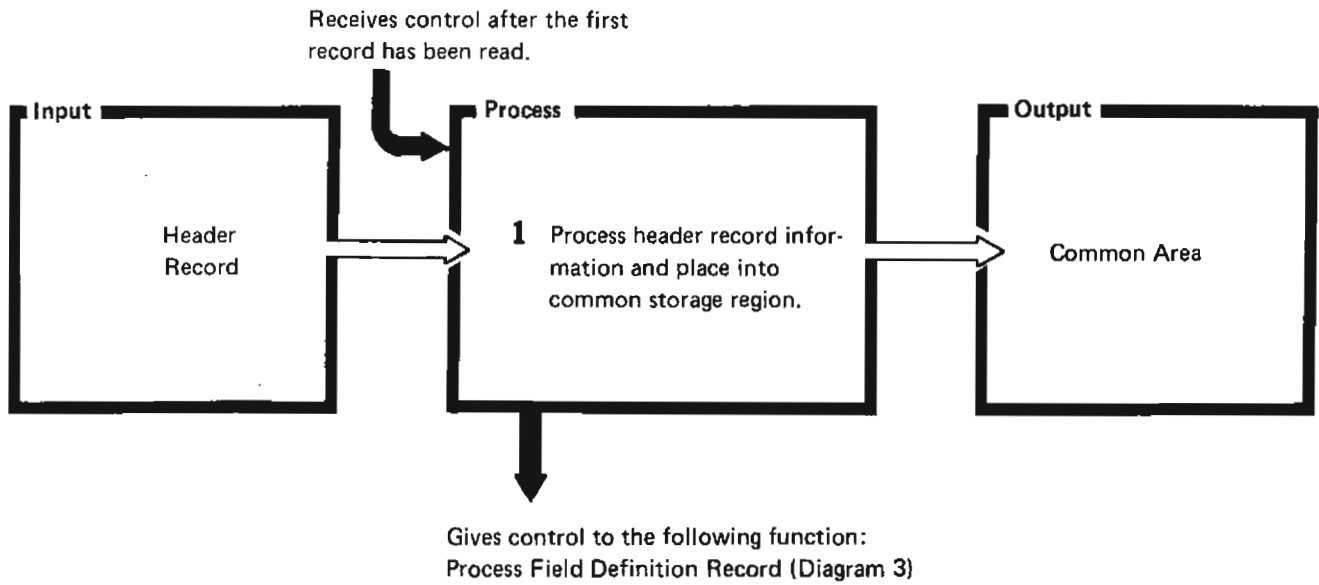 Receives control after the first
record has been read.
Input
Process
Output
Header
Record
1 Process header record infor-
mation and place into
common storage region.
Common Area
Gives control to the following function:
Process Field Definition Record (Diagram 3)